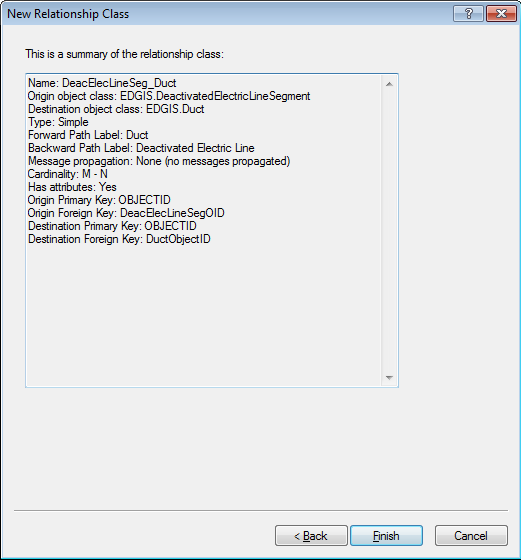 New Relationship Class
This is a summary of the relationship class:
Name: DeacElecLineSeg_Duct
Origin object class: EDGIS.DeactivatedElectricLineSegment
Destination object class: EDGIS.Duct
Type: Simple
Forward Path Label: Duct
Backward Path Label: Deactivated Electric Line
Message propagation: None (no messages propagated)
Cardinality: M - N
Has attributes: Yes
Origin Primary Key: OBJECTID
Origin Foreign Key: DeacElecLineSegOID
Destination Primary Key: OBJECTID
Destination Foreign Key: DuctObjectID
< Back
Finish
Cancel